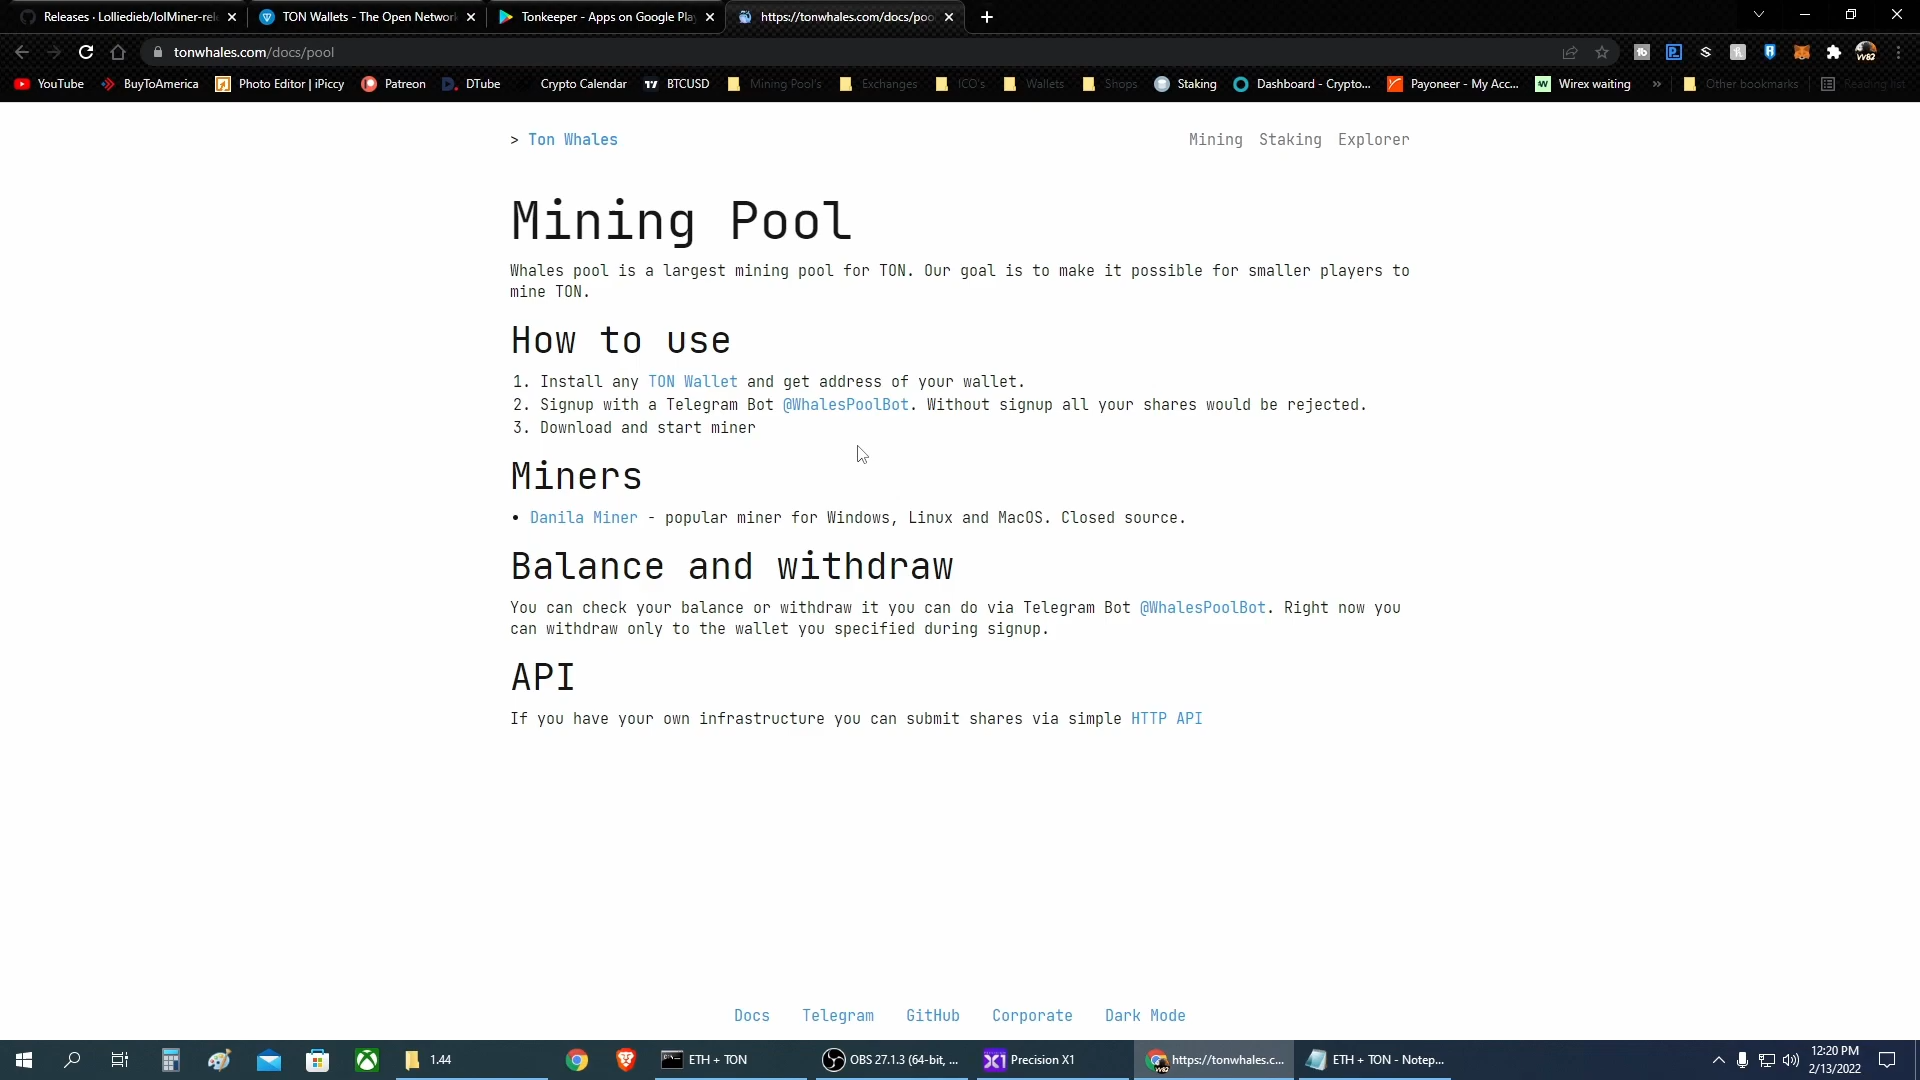 Releases · Lolliedieb/lolMiner-rel
TON Wallets - The Open Network
Tonkeeper - Apps on Google Play
https://tonwhales.com/docs/pool
tonwhales.com/docs/pool
YouTube
BuyToAmerica
Photo Editor | iPiccy
Patreon
DTube
Crypto Calendar
BTCUSD
Mining Pool's
Exchanges
ICO's
Wallets
Shops
Staking
Dashboard - Crypto...
Payoneer - My Acc...
Wirex waiting
»
Other bookmarks
Reading list
> Ton Whales
Mining Staking Explorer
Mining Pool
Whales pool is a largest mining pool for TON. Our goal is to make it possible for smaller players to
mine TON.
How to use
1. Install any TON Wallet and get address of your wallet.
2. Signup with a Telegram Bot @WhalesPoolBot. Without signup all your shares would be rejected.
3. Download and start miner
Miners
• Danila Miner - popular miner for Windows, Linux and MacOS. Closed source.
Balance and withdraw
You can check your balance or withdraw it you can do via Telegram Bot @WhalesPoolBot. Right now you
can withdraw only to the wallet you specified during signup.
API
If you have your own infrastructure you can submit shares via simple HTTP API
Docs Telegram GitHub Corporate Dark Mode
1.44
ETH + TON
OBS 27.1.3 (64-bit, ...
X1 Precision X1
https://tonwhales.c...
ETH + TON - Notep...
12:20 PM
2/13/2022